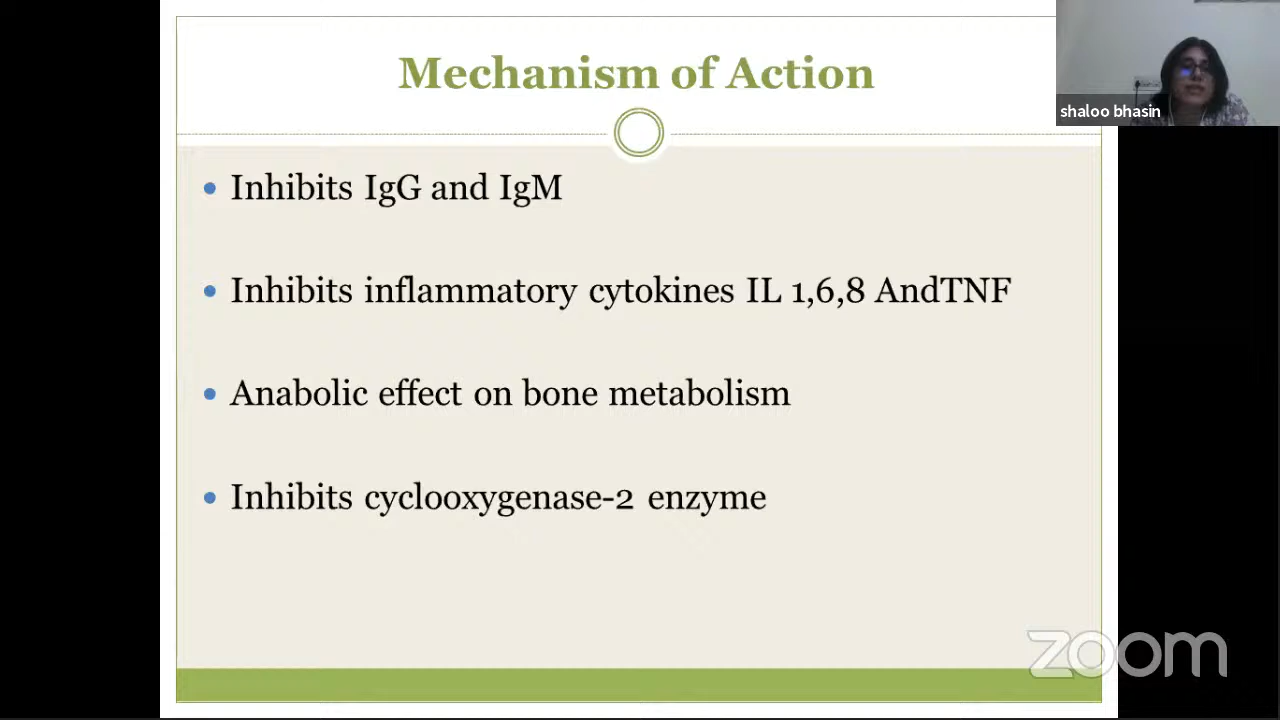 Mechanism of Action
shaloo bhasin
Inhibits IgG and IgM
Inhibits inflammatory cytokines IL 1,6,8 AndTNF
Anabolic effect on bone metabolism
Inhibits cyclooxygenase-2 enzyme
zoom